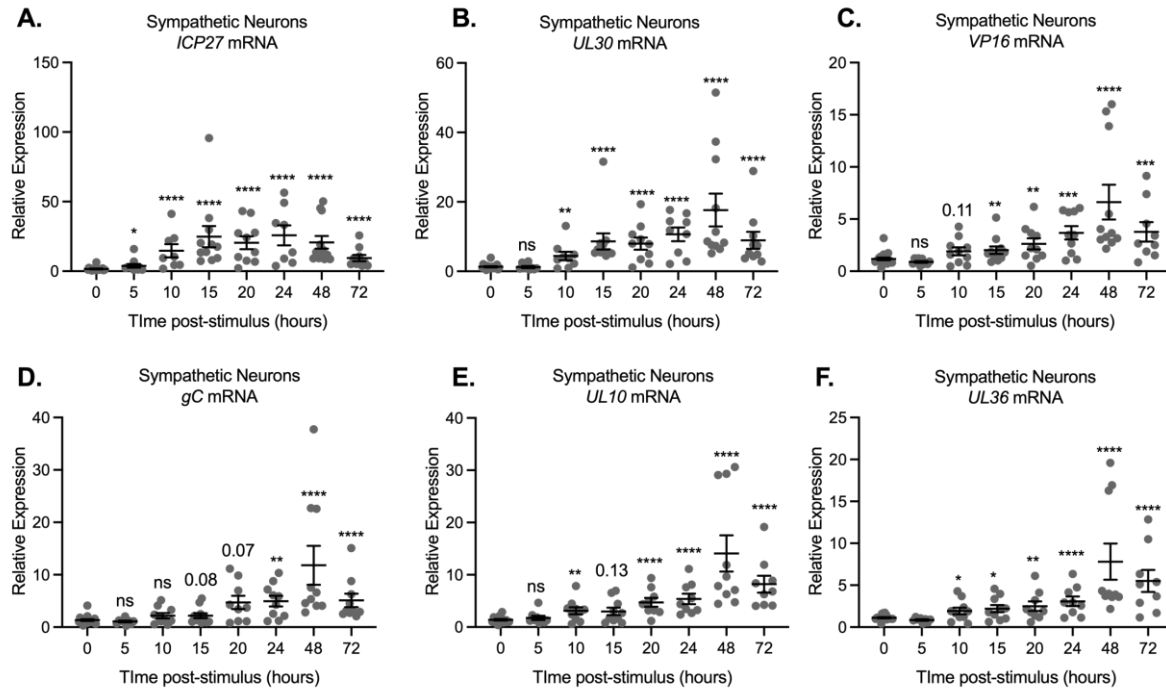 A.
Sympathetic Neurons
ICP27 mRNA
Relative Expression
150
100
50
0
*
****
****
****
****
****
****
0 5 10 15 20 24 48 72
TIme post-stimulus (hours)
B.
Sympathetic Neurons
UL30 mRNA
Relative Expression
60
40
20
0
ns
**
****
****
****
****
****
0 5 10 15 20 24 48 72
TIme post-stimulus (hours)
C.
Sympathetic Neurons
VP16 mRNA
Relative Expression
20
15
10
5
0
ns
0.11
**
**
***
****
***
0 5 10 15 20 24 48 72
TIme post-stimulus (hours)
D.
Sympathetic Neurons
gC mRNA
Relative Expression
40
30
20
10
0
ns
ns
0.08
0.07
**
****
****
0 5 10 15 20 24 48 72
TIme post-stimulus (hours)
E.
Sympathetic Neurons
UL10 mRNA
Relative Expression
40
30
20
10
0
ns
**
0.13
****
****
****
****
0 5 10 15 20 24 48 72
TIme post-stimulus (hours)
F.
Sympathetic Neurons
UL36 mRNA
Relative Expression
25
20
15
10
5
0
*
*
**
****
****
****
0 5 10 15 20 24 48 72
TIme post-stimulus (hours)